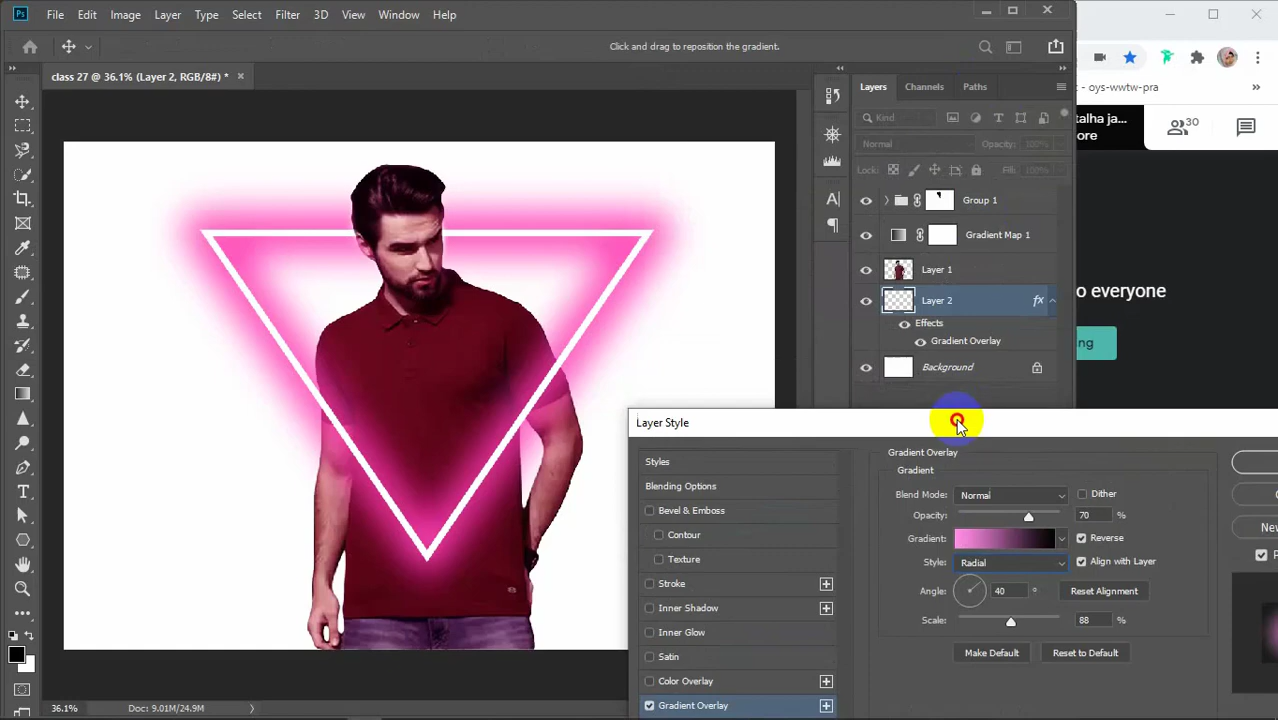 Ps File Edit Image Layer Type Select Filter 3D View Window Help
Click and drag to reposition the gradient.
class 27 @ 36.1% (Layer 2, RGB/8#) * ×
Layers Channels Paths
Kind
Normal Opacity: 100%
Lock: Fill: 100%
Group 1
Gradient Map 1
Layer 1
Layer 2 fx
Effects
Gradient Overlay
Background
36.1% Doc: 9.01M/24.9M
Layer Style
Styles
Blending Options
Bevel & Emboss
Contour
Texture
Stroke
Inner Shadow
Inner Glow
Satin
Color Overlay
Gradient Overlay
Gradient Overlay
Gradient
Blend Mode: Normal Dither
Opacity: 70 %
Gradient: Reverse
Style: Radial Align with Layer
Angle: 40 ° Reset Alignment
Scale: 88 %
Make Default Reset to Default
New
P
- oys-wwtw-pra
talha ja...
ore
30
o everyone
ng